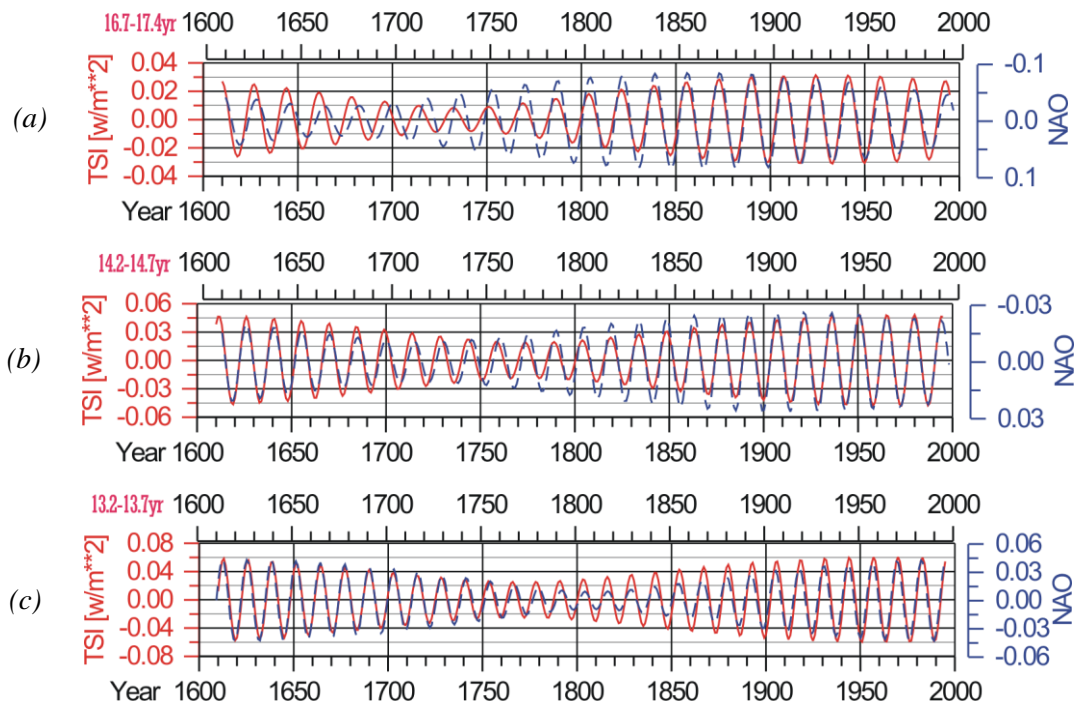 16.7-17.4yr 1600 1650 1700 1750 1800 1850 1900 1950 2000
(a)
TSI [w/m**2]
0.04
0.02
0.00
-0.02
-0.04
-0.1
0.0
0.1
NAO
Year 1600 1650 1700 1750 1800 1850 1900 1950 2000
14.2-14.7yr 1600 1650 1700 1750 1800 1850 1900 1950 2000
(b)
TSI [w/m**2]
0.06
0.03
0.00
-0.03
-0.06
-0.03
0.00
0.03
NAO
Year 1600 1650 1700 1750 1800 1850 1900 1950 2000
13.2-13.7yr 1600 1650 1700 1750 1800 1850 1900 1950 2000
(c)
TSI [w/m**2]
0.08
0.04
0.00
-0.04
-0.08
0.06
0.03
0.00
-0.03
-0.06
NAO
Year 1600 1650 1700 1750 1800 1850 1900 1950 2000